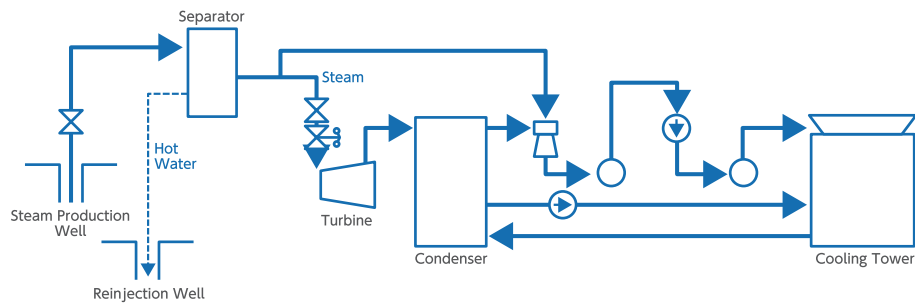 Separator
Steam
Hot
Water
Turbine
Steam Production
Well
Condenser
Cooling Tower
Reinjection Well